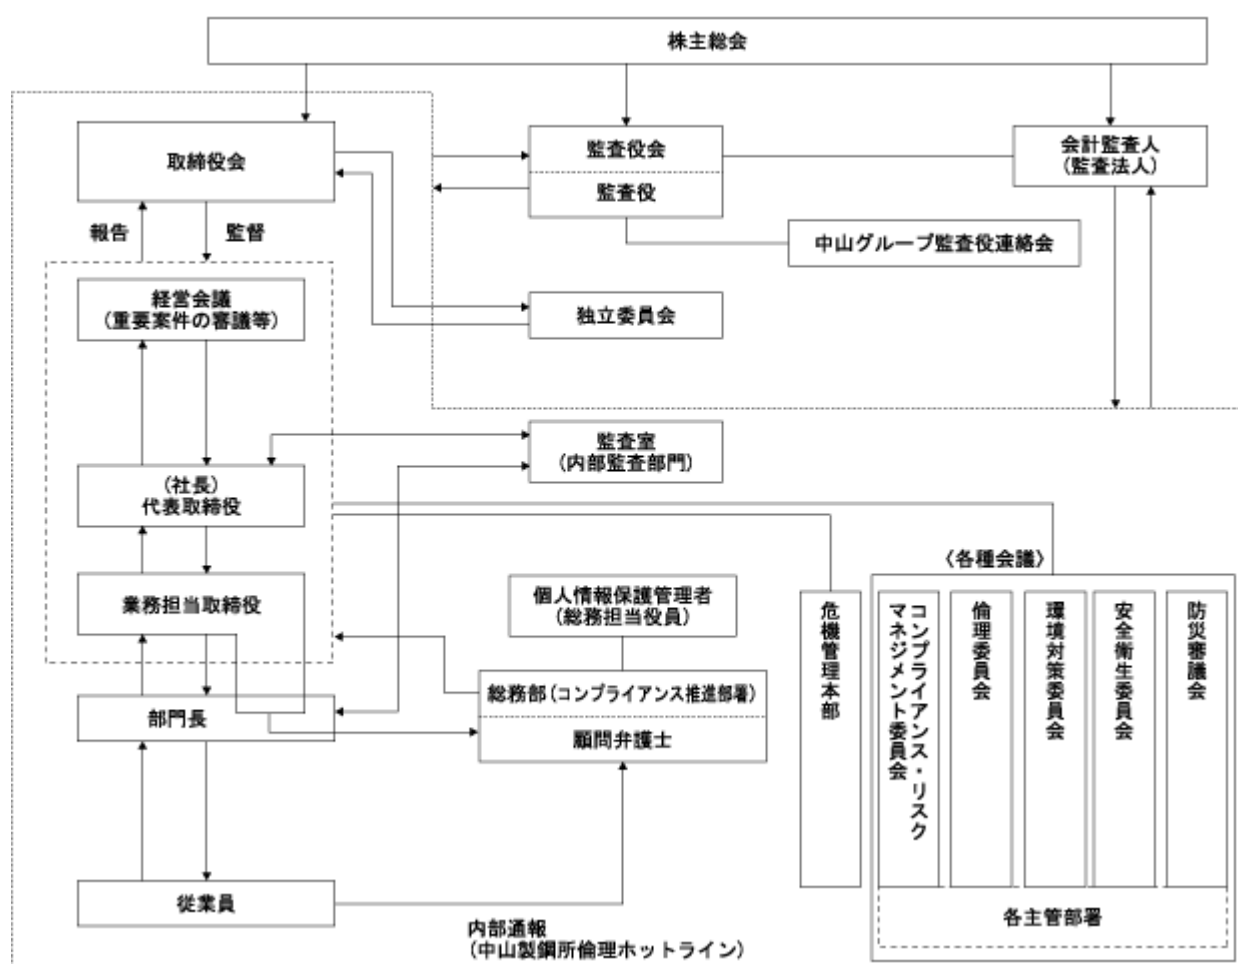 株主総会
取締役会
監査役会
監査役
会計監査人
(監査法人)
報告
監督
中山グループ監査役連絡会
経営会議
(重要案件の審議等)
独立委員会
監査室
(内部監査部門)
(社長)
代表取締役
〈各種会議〉
業務担当取締役
個人情報保護管理者
(総務担当役員)
危機管理本部
コンプライアンス・リスク
マネジメント委員会
倫理委員会
環境対策委員会
安全衛生委員会
防災審議会
総務部(コンプライアンス推進部署)
顧問弁護士
部門長
各主管部署
従業員
内部通報
(中山製鋼所倫理ホットライン)